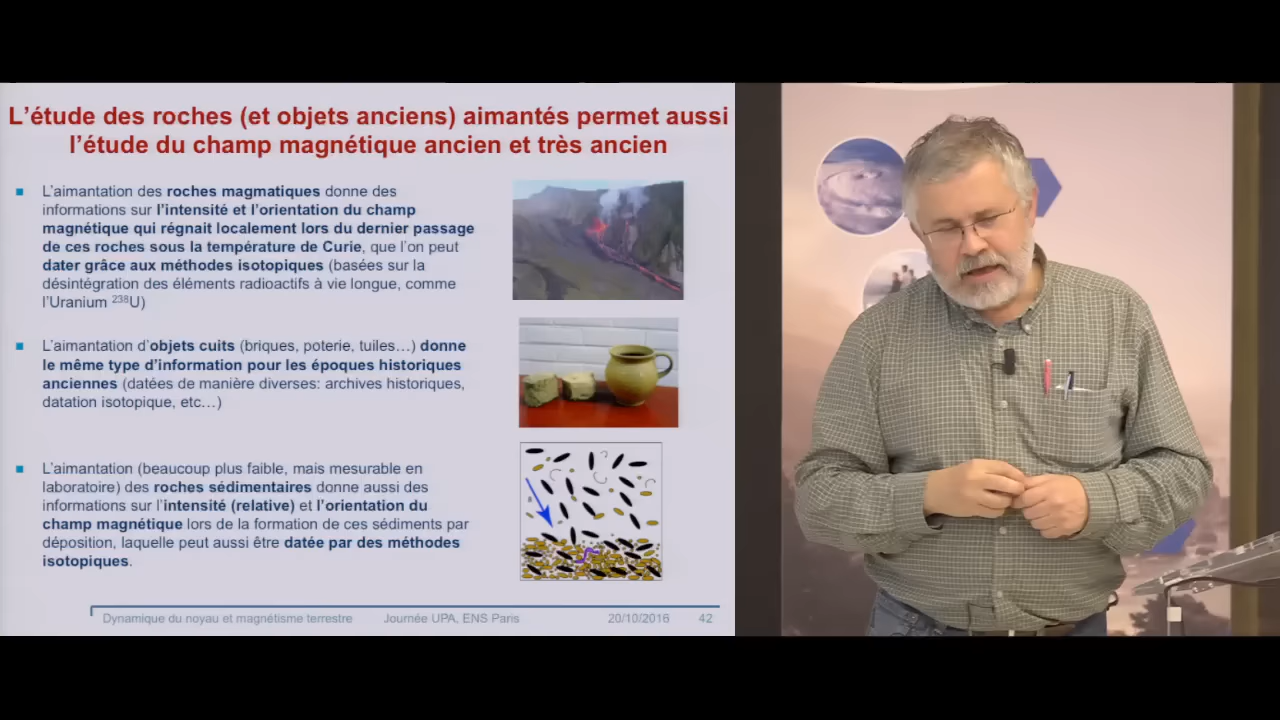 L'étude des roches (et objets anciens) aimantés permet aussi
l'étude du champ magnétique ancien et très ancien
L'aimantation des roches magmatiques donne des
informations sur l'intensité et l'orientation du champ
magnétique qui régnait localement lors du dernier passage
de ces roches sous la température de Curie, que l'on peut
dater grâce aux méthodes isotopiques (basées sur la
désintégration des éléments radioactifs à vie longue, comme
l'Uranium ²³⁸U)
L'aimantation d'objets cuits (briques, poterie, tuiles…) donne
le même type d'information pour les époques historiques
anciennes (datées de manière diverses: archives historiques,
datation isotopique, etc…)
L'aimantation (beaucoup plus faible, mais mesurable en
laboratoire) des roches sédimentaires donne aussi des
informations sur l'intensité (relative) et l'orientation du
champ magnétique lors de la formation de ces sédiments par
déposition, laquelle peut aussi être datée par des méthodes
isotopiques.
Dynamique du noyau et magnétisme terrestre Journée UPA, ENS Paris 20/10/2016 42